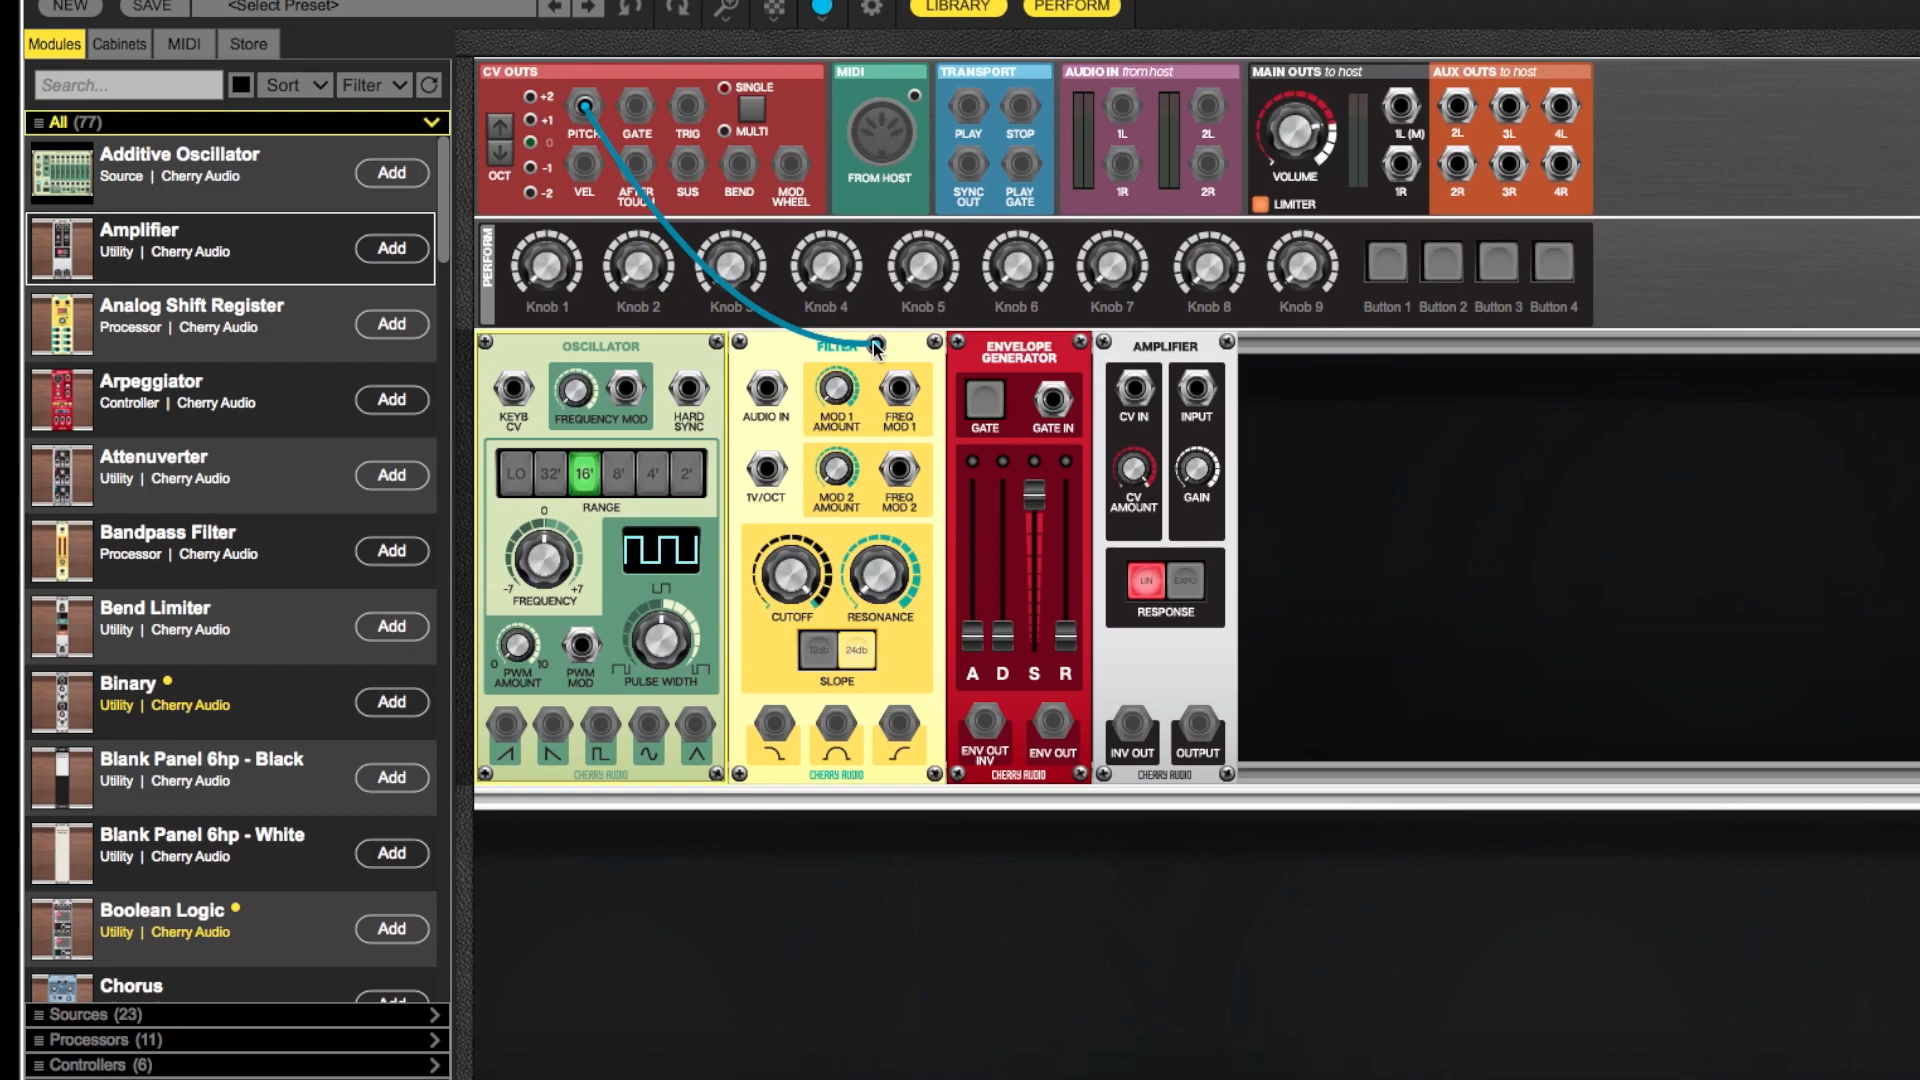 NEW
SAVE
<Select Preset>
LIBRARY
PERFORM
Modules
Cabinets
MIDI
Store
Search...
Sort
Filter
All (77)
Additive Oscillator
Source | Cherry Audio
Add
Amplifier
Utility | Cherry Audio
Add
Analog Shift Register
Processor | Cherry Audio
Add
Arpeggiator
Controller | Cherry Audio
Add
Attenuverter
Utility | Cherry Audio
Add
Bandpass Filter
Processor | Cherry Audio
Add
Bend Limiter
Utility | Cherry Audio
Add
Binary
Utility | Cherry Audio
Add
Blank Panel 6hp - Black
Utility | Cherry Audio
Add
Blank Panel 6hp - White
Utility | Cherry Audio
Add
Boolean Logic
Utility | Cherry Audio
Add
Chorus
Add
Sources (23)
Processors (11)
Controllers (6)
CV OUTS
+2
+1
0
-1
-2
OCT
PITCH
GATE
TRIG
SINGLE
MULTI
VEL
AFTER
TOUCH
SUS
BEND
MOD
WHEEL
MIDI
FROM HOST
TRANSPORT
PLAY
STOP
SYNC
OUT
PLAY
GATE
AUDIO IN from host
1L
2L
1R
2R
MAIN OUTS to host
VOLUME
LIMITER
1L (M)
1R
AUX OUTS to host
2L
3L
4L
2R
3R
4R
PERFORM
Knob 1
Knob 2
Knob 3
Knob 4
Knob 5
Knob 6
Knob 7
Knob 8
Knob 9
Button 1
Button 2
Button 3
Button 4
OSCILLATOR
KEYB
CV
FREQUENCY MOD
HARD
SYNC
LO
32'
16'
8'
4'
2'
RANGE
0
-7
+7
FREQUENCY
0
10
PWM
AMOUNT
PWM
MOD
PULSE WIDTH
CHERRY AUDIO
FILTER
AUDIO IN
MOD 1
AMOUNT
FREQ
MOD 1
1V/OCT
MOD 2
AMOUNT
FREQ
MOD 2
CUTOFF
RESONANCE
12db
24db
SLOPE
CHERRY AUDIO
ENVELOPE
GENERATOR
GATE
GATE IN
A
D
S
R
ENV OUT
INV
ENV OUT
CHERRY AUDIO
AMPLIFIER
CV IN
INPUT
CV
AMOUNT
GAIN
LIN
EXPO
RESPONSE
INV OUT
OUTPUT
CHERRY AUDIO